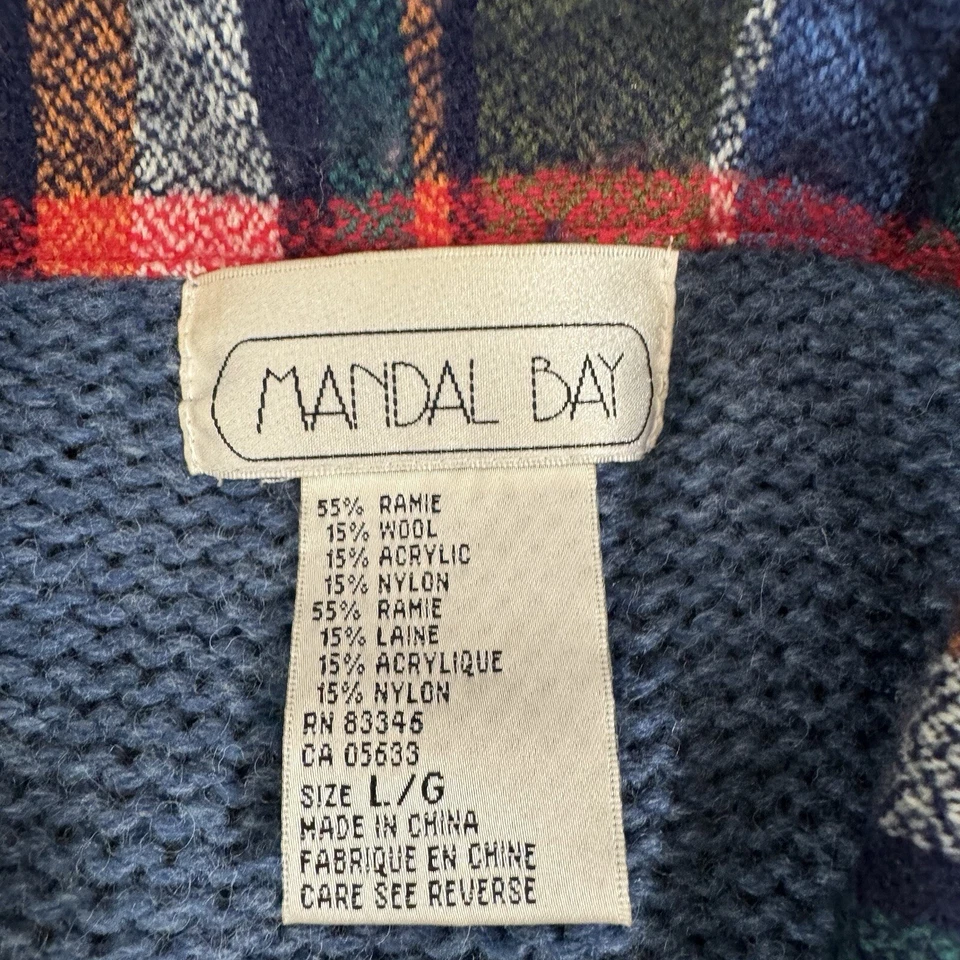 MANDAL BAY
55% RAMIE
15% WOOL
15% ACRYLIC
15% NYLON
55% RAMIE
15% LAINE
15% ACRYLIQUE
15% NYLON
RN 83346
CA 05633
SIZE L/G
MADE IN CHINA
FABRIQUE EN CHINE
CARE SEE REVERSE